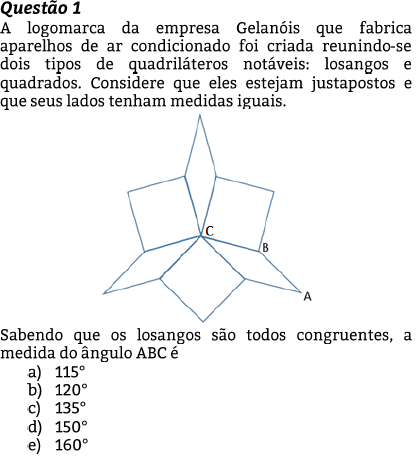 Questão 1
A logomarca da empresa Gelanóis que fabrica
aparelhos de ar condicionado foi criada reunindo-se
dois tipos de quadriláteros notáveis: losangos e
quadrados. Considere que eles estejam justapostos e
que seus lados tenham medidas iguais.
C
B
A
Sabendo que os losangos são todos congruentes, a
medida do ângulo ABC é
a) 115°
b) 120°
c) 135°
d) 150°
e) 160°